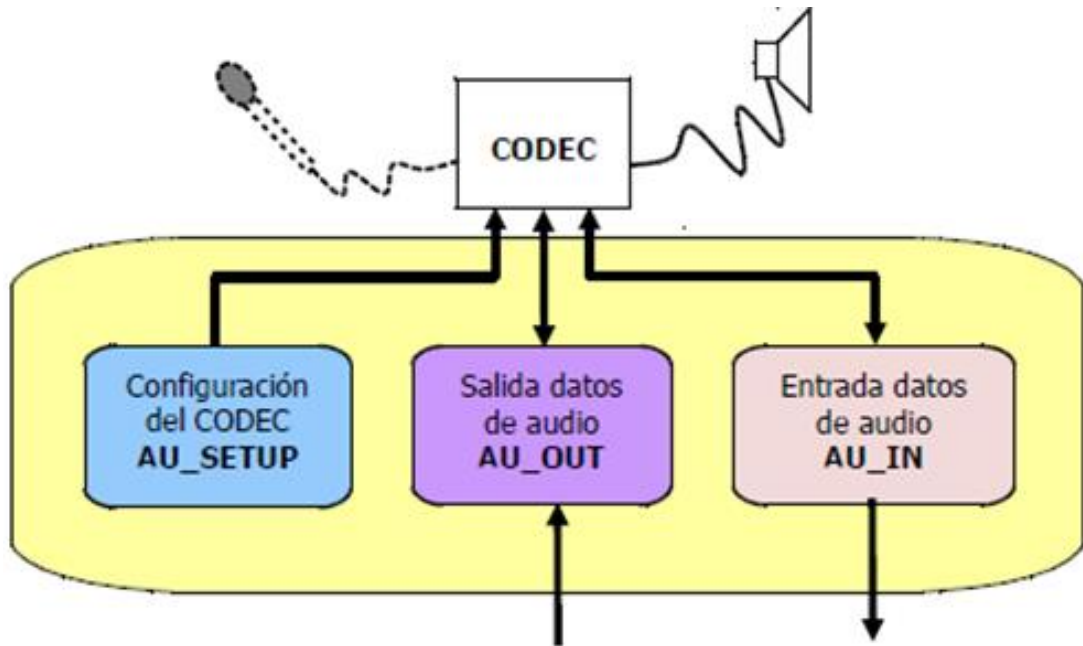 CODEC
Configuración
del CODEC
AU_SETUP
Salida datos
de audio
AU_OUT
Entrada datos
de audio
AU_IN